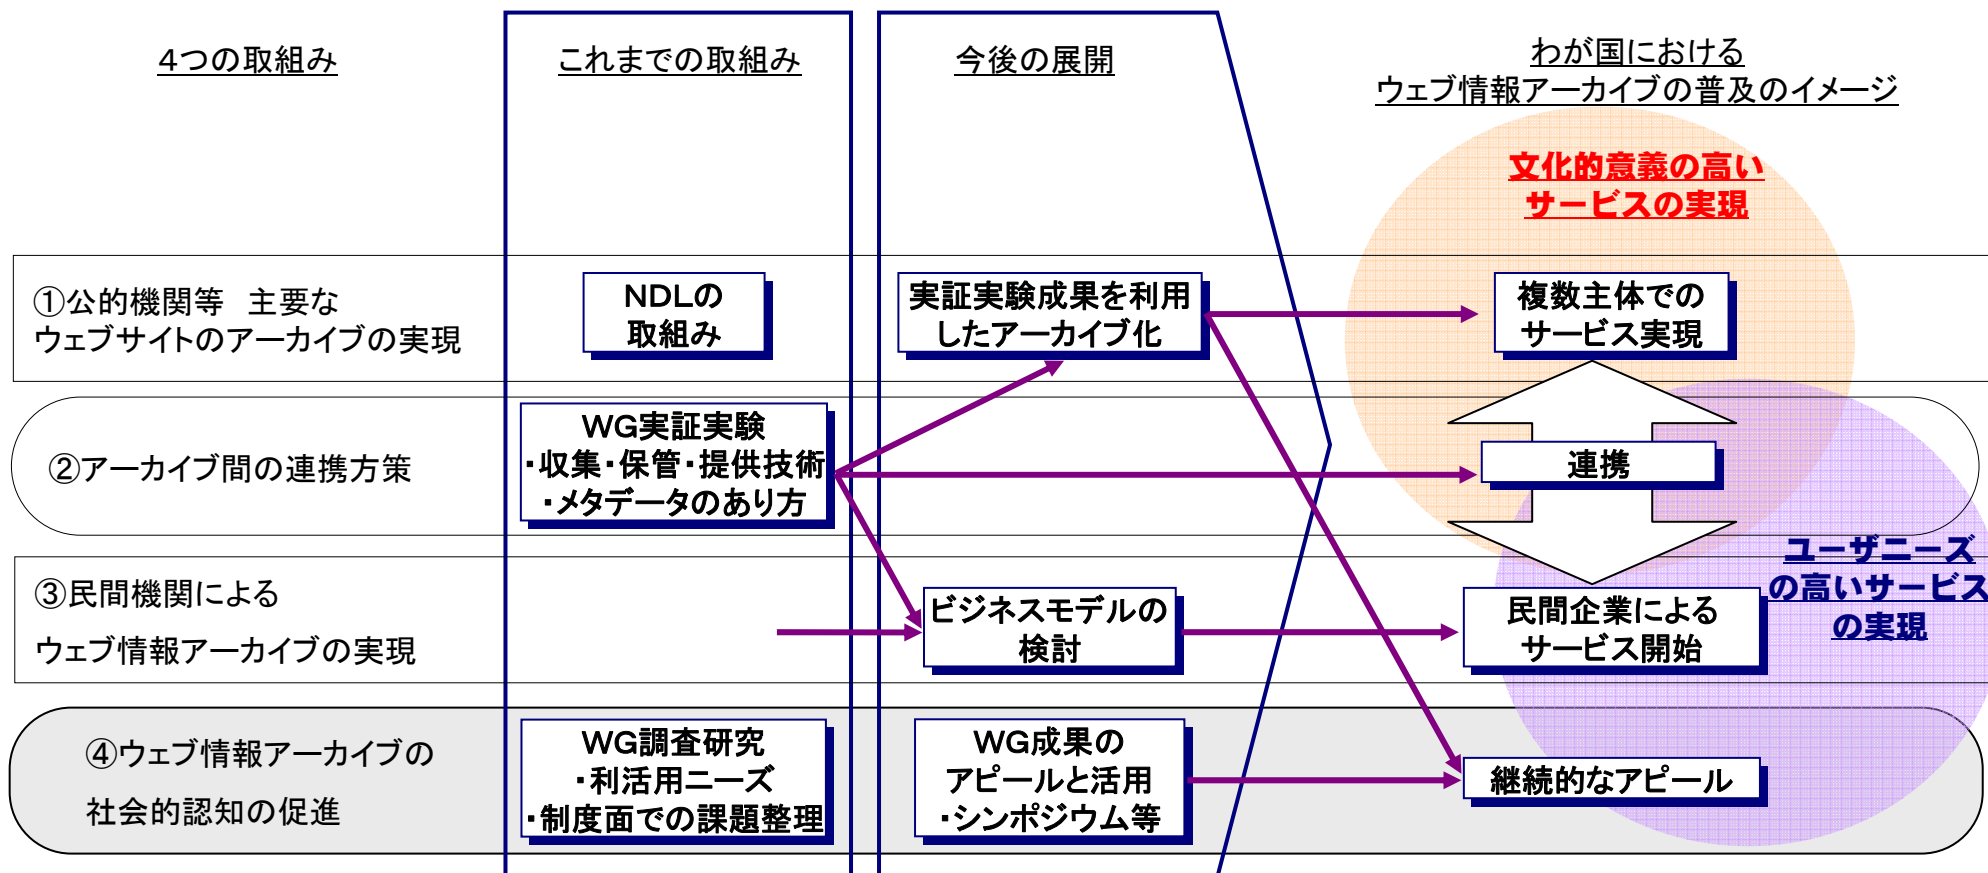 4つの取組み
これまでの取組み
今後の展開
わが国における
ウェブ情報アーカイブの普及のイメージ
文化的意義の高い
サービスの実現
①公的機関等　主要な
ウェブサイトのアーカイブの実現
NDLの
取組み
実証実験成果を利用
したアーカイブ化
複数主体での
サービス実現
②アーカイブ間の連携方策
WG実証実験
・収集・保管・提供技術
・メタデータのあり方
連携
ユーザニーズ
の高いサービス
の実現
③民間機関による
ウェブ情報アーカイブの実現
ビジネスモデルの
検討
民間企業による
サービス開始
④ウェブ情報アーカイブの
社会的認知の促進
WG調査研究
・利活用ニーズ
・制度面での課題整理
WG成果の
アピールと活用
・シンポジウム等
継続的なアピール